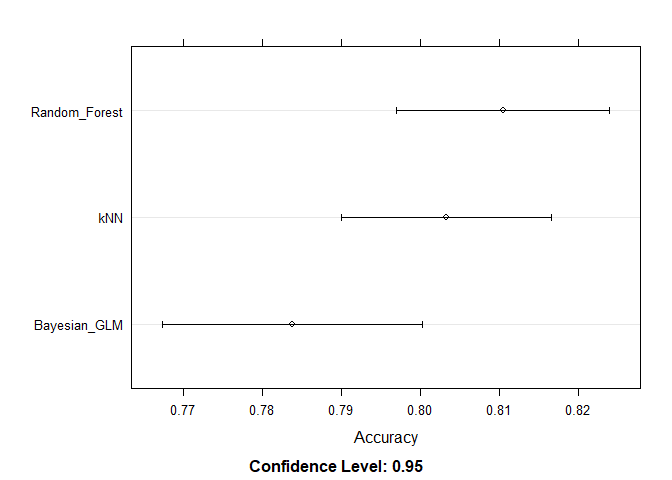 Random_Forest
kNN
Bayesian_GLM
0.77 0.78 0.79 0.80 0.81 0.82
Accuracy
Confidence Level: 0.95